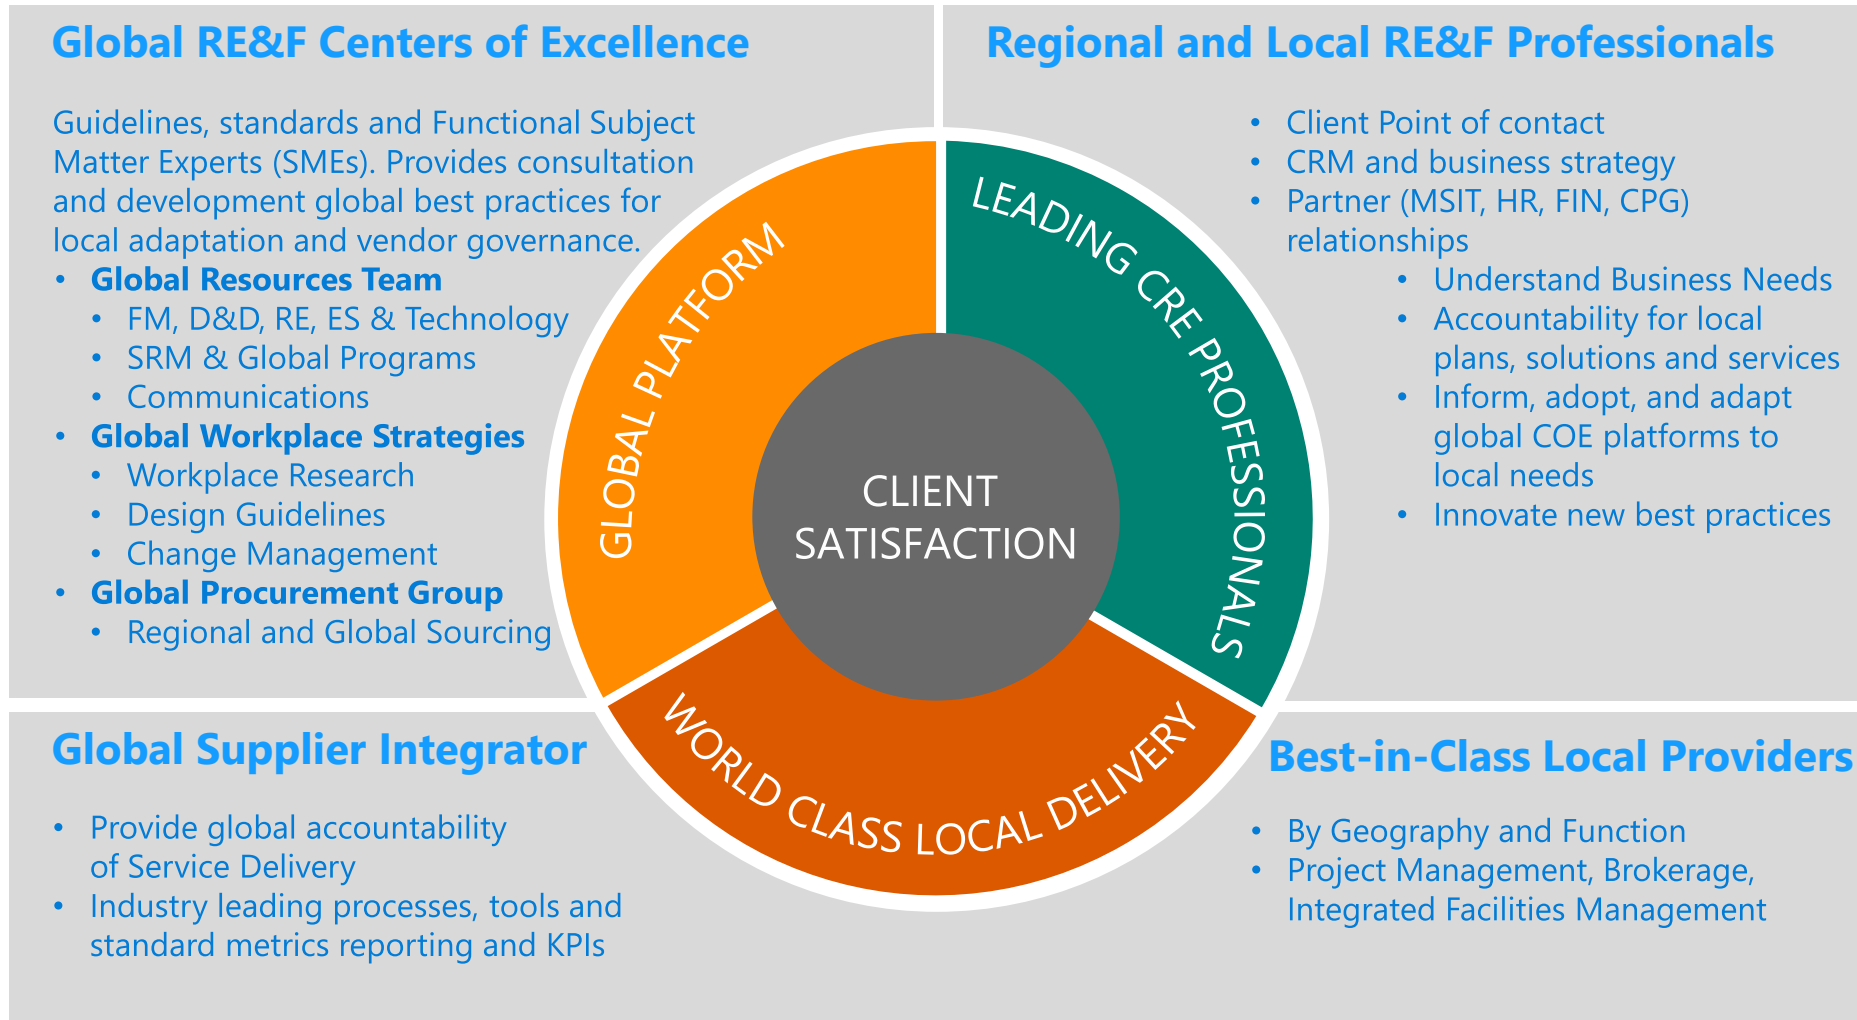 Global RE&F Centers of Excellence
Guidelines, standards and Functional Subject
Matter Experts (SMEs). Provides consultation
and development global best practices for
local adaptation and vendor governance.
• Global Resources Team
• FM, D&D, RE, ES & Technology
• SRM & Global Programs
• Communications
• Global Workplace Strategies
• Workplace Research
• Design Guidelines
• Change Management
• Global Procurement Group
• Regional and Global Sourcing
Regional and Local RE&F Professionals
• Client Point of contact
• CRM and business strategy
• Partner (MSIT, HR, FIN, CPG)
relationships
• Understand Business Needs
• Accountability for local
plans, solutions and services
• Inform, adopt, and adapt
global COE platforms to
local needs
• Innovate new best practices
GLOBAL PLATFORM
LEADING CRE PROFESSIONALS
CLIENT
SATISFACTION
WORLD CLASS LOCAL DELIVERY
Global Supplier Integrator
• Provide global accountability
of Service Delivery
• Industry leading processes, tools and
standard metrics reporting and KPIs
Best-in-Class Local Providers
• By Geography and Function
• Project Management, Brokerage,
Integrated Facilities Management